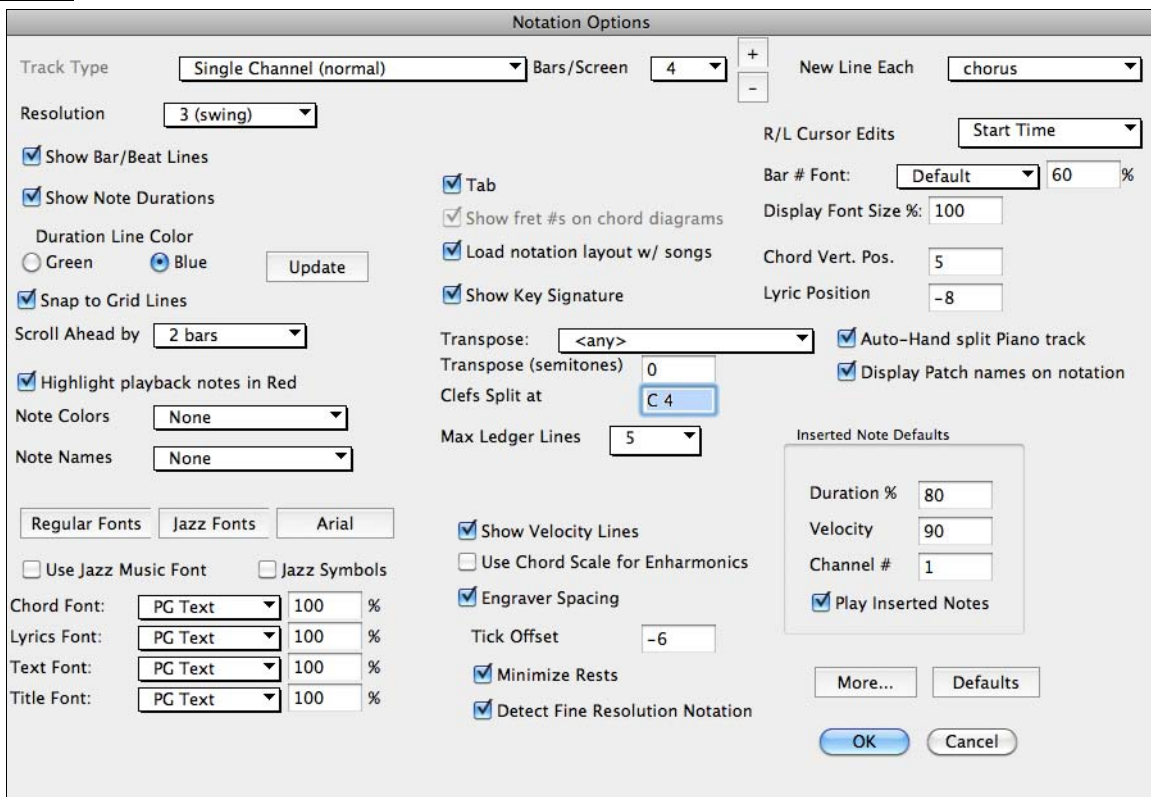 Notation Options
Track Type Single Channel (normal) Bars/Screen 4 + - New Line Each chorus
Resolution 3 (swing)
R/L Cursor Edits Start Time
Show Bar/Beat Lines
Bar # Font: Default 60 %
Tab
Show Note Durations
Display Font Size %: 100
Show fret #s on chord diagrams
Duration Line Color
Green Blue Update
Load notation layout w/ songs
Chord Vert. Pos. 5
Snap to Grid Lines
Show Key Signature
Lyric Position -8
Scroll Ahead by 2 bars
Transpose: <any>
Auto-Hand split Piano track
Transpose (semitones) 0
Display Patch names on notation
Highlight playback notes in Red
Clefs Split at C 4
Note Colors None
Max Ledger Lines 5
Note Names None
Inserted Note Defaults
Duration % 80
Velocity 90
Channel # 1
Play Inserted Notes
Regular Fonts Jazz Fonts Arial
Show Velocity Lines
Use Jazz Music Font Jazz Symbols
Use Chord Scale for Enharmonics
Engraver Spacing
Chord Font: PG Text 100 %
Lyrics Font: PG Text 100 %
Text Font: PG Text 100 %
Title Font: PG Text 100 %
Tick Offset -6
Minimize Rests
Detect Fine Resolution Notation
More... Defaults
OK Cancel